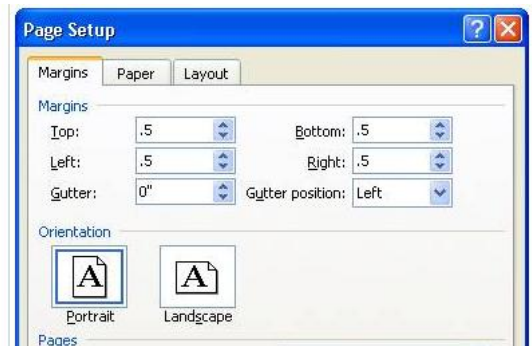 Page Setup
Margins Paper Layout
Margins
Top: .5 Bottom: .5
Left: .5 Right: .5
Gutter: 0" Gutter position: Left
Orientation
A A
Portrait Landscape
Pages